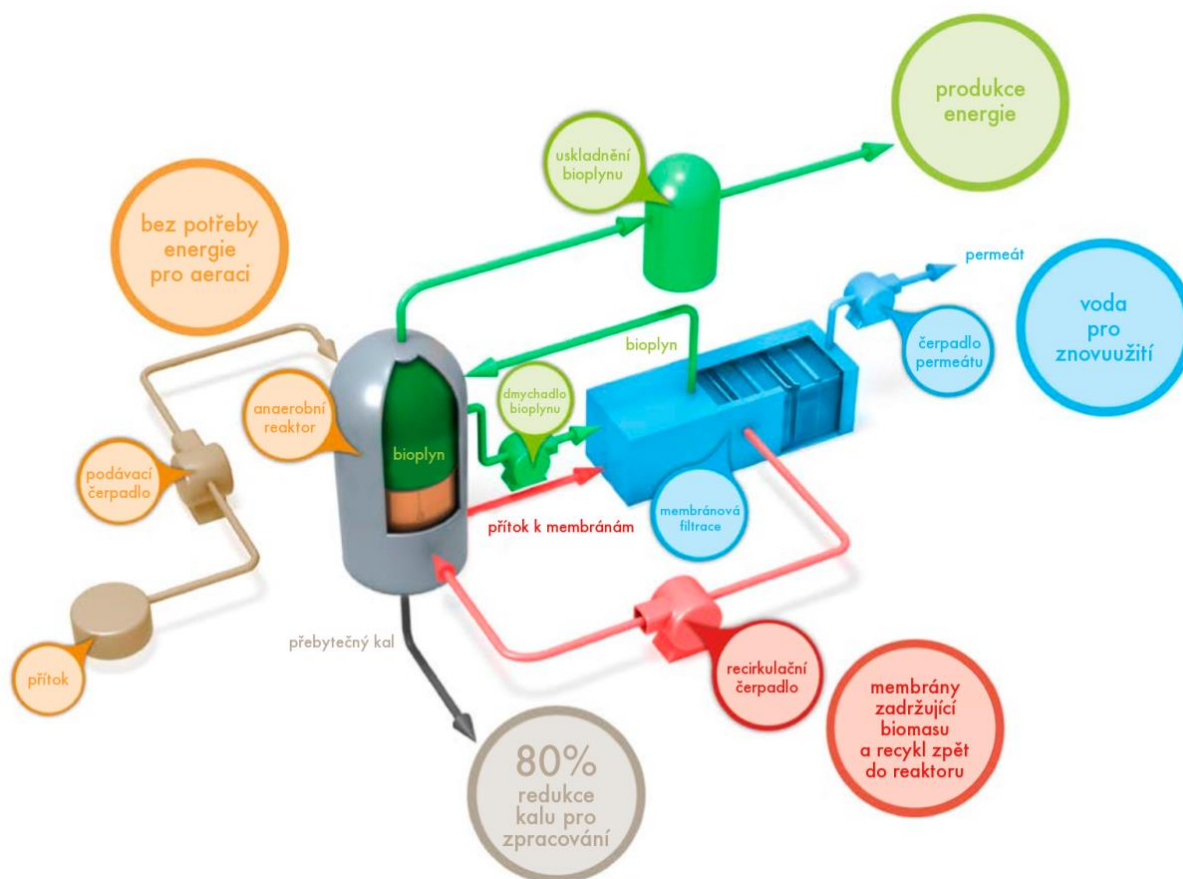 produkce
energie
uskladnění
bioplynu
bez potřeby
energie
pro aeraci
permeát
voda
pro
znovuužití
čerpadlo
permeátu
bioplyn
dmychadlo
bioplynu
anaerobní
reaktor
bioplyn
podávací
čerpadlo
přítok k membránám
membránová
filtrace
přebytečný kal
přítok
recirkulační
čerpadlo
membrány
zadržující
biomasu
a recykl zpět
do reaktoru
80%
redukce
kalu pro
zpracování